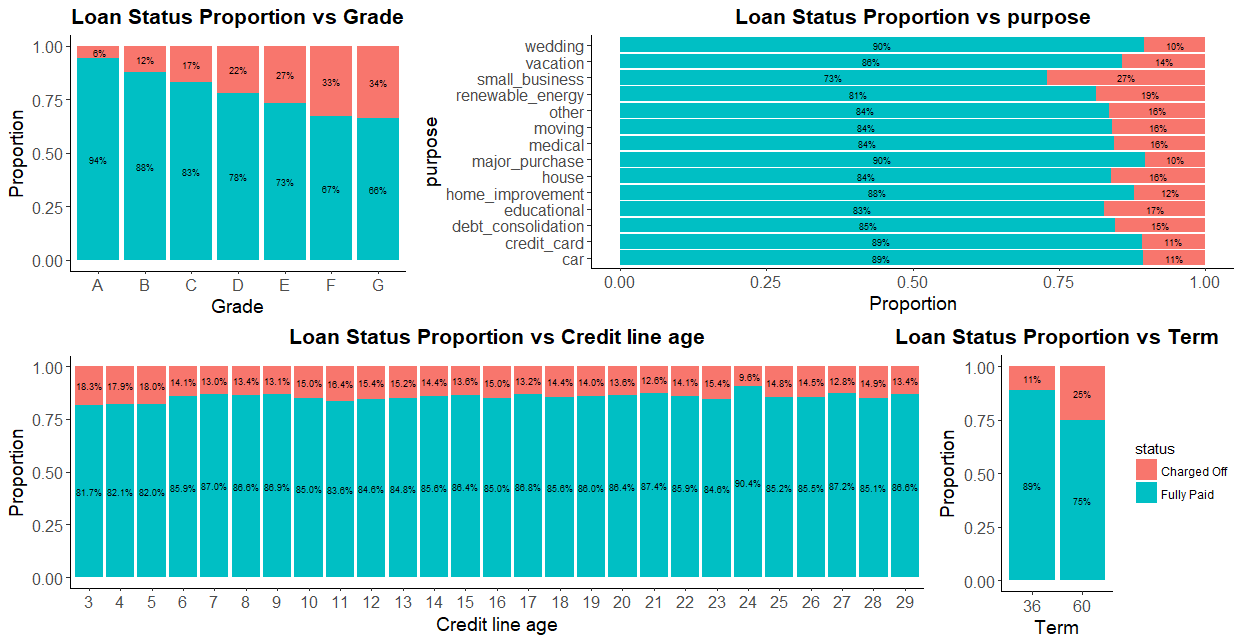 Loan Status Proportion vs Grade
Proportion
1.00
0.75
0.50
0.25
0.00
6% 12% 17% 22% 27% 33% 34%
94% 88% 83% 78% 73% 67% 66%
A B C D E F G
Grade
Loan Status Proportion vs purpose
purpose
wedding 90% 10%
vacation 86% 14%
small_business 73% 27%
renewable_energy 81% 19%
other 84% 16%
moving 84% 16%
medical 84% 16%
major_purchase 90% 10%
house 84% 16%
home_improvement 88% 12%
educational 83% 17%
debt_consolidation 85% 15%
credit_card 89% 11%
car 89% 11%
0.00 0.25 0.50 0.75 1.00
Proportion
Loan Status Proportion vs Credit line age
Proportion
1.00
0.75
0.50
0.25
0.00
18.3% 17.9% 18.0% 14.1% 13.0% 13.4% 13.1% 15.0% 16.4% 15.4% 15.2% 14.4% 13.6% 15.0% 13.2% 14.4% 14.0% 13.6% 12.6% 14.1% 15.4% 9.6% 14.8% 14.5% 12.8% 14.9% 13.4%
81.7% 82.1% 82.0% 85.9% 87.0% 86.6% 86.9% 85.0% 83.6% 84.6% 84.8% 85.6% 86.4% 85.0% 86.8% 85.6% 86.0% 86.4% 87.4% 85.9% 84.6% 90.4% 85.2% 85.5% 87.2% 85.1% 86.6%
3 4 5 6 7 8 9 10 11 12 13 14 15 16 17 18 19 20 21 22 23 24 25 26 27 28 29
Credit line age
Loan Status Proportion vs Term
Proportion
1.00
0.75
0.50
0.25
0.00
11% 25%
89% 75%
36 60
Term
status
Charged Off
Fully Paid